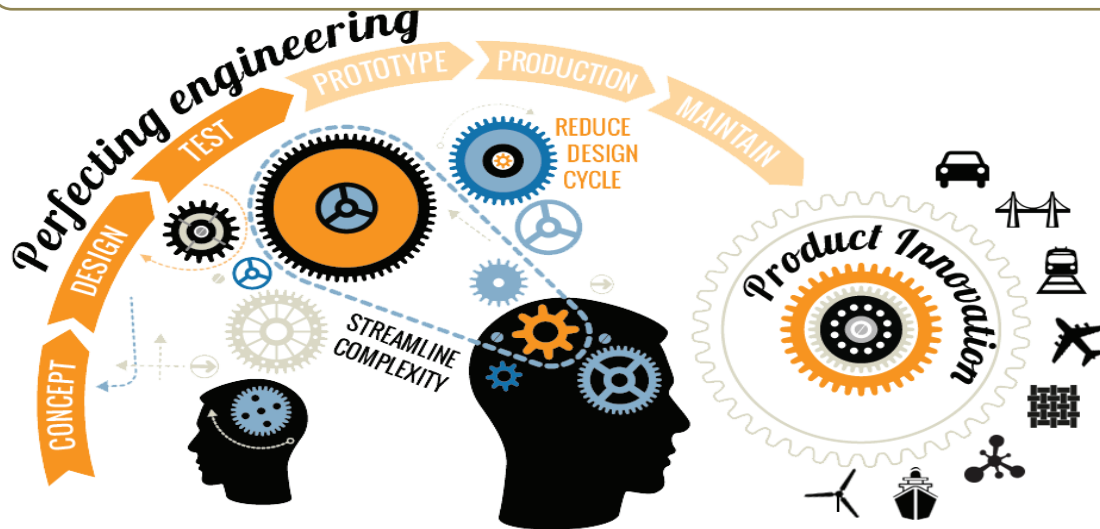 Perfecting engineering
CONCEPT
DESIGN
TEST
PROTOTYPE
PRODUCTION
MAINTAIN
REDUCE
DESIGN
CYCLE
STREAMLINE
COMPLEXITY
Product Innovation